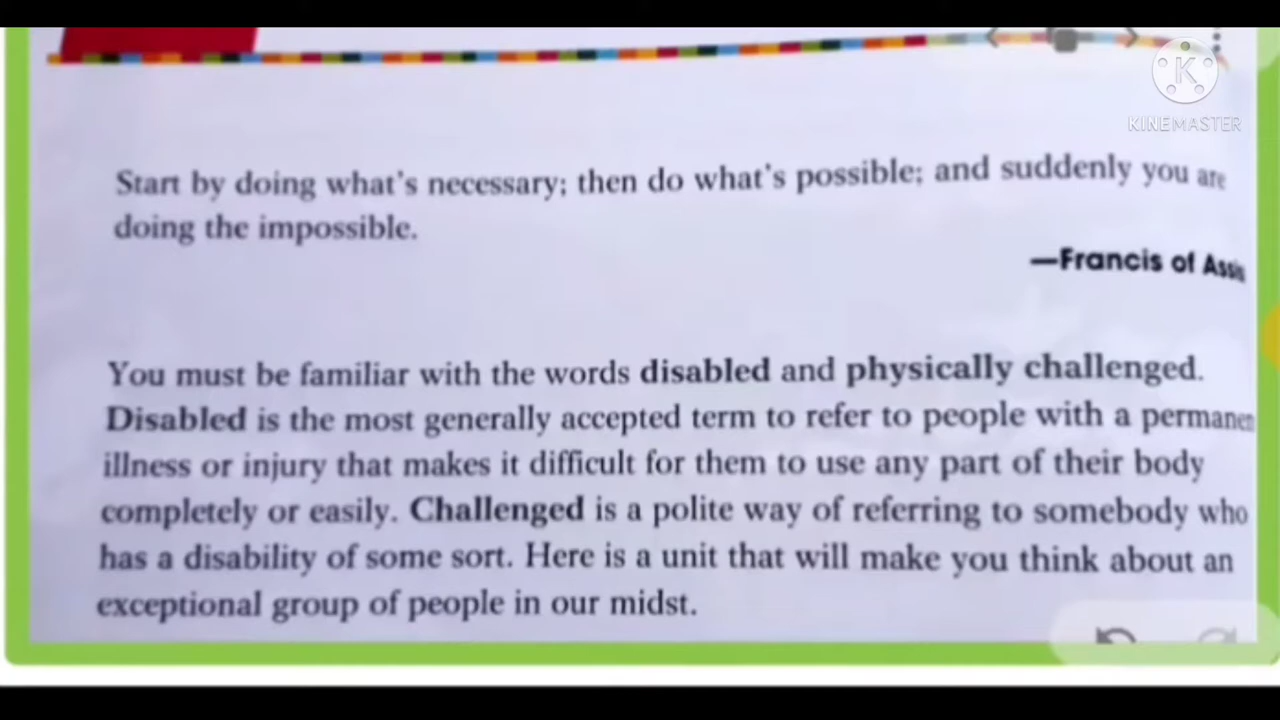 KINEMASTER
Start by doing what's necessary; then do what's possible; and suddenly you are
doing the impossible.
—Francis of Assis
You must be familiar with the words disabled and physically challenged.
Disabled is the most generally accepted term to refer to people with a permanen
illness or injury that makes it difficult for them to use any part of their body
completely or easily. Challenged is a polite way of referring to somebody who
has a disability of some sort. Here is a unit that will make you think about an
exceptional group of people in our midst.